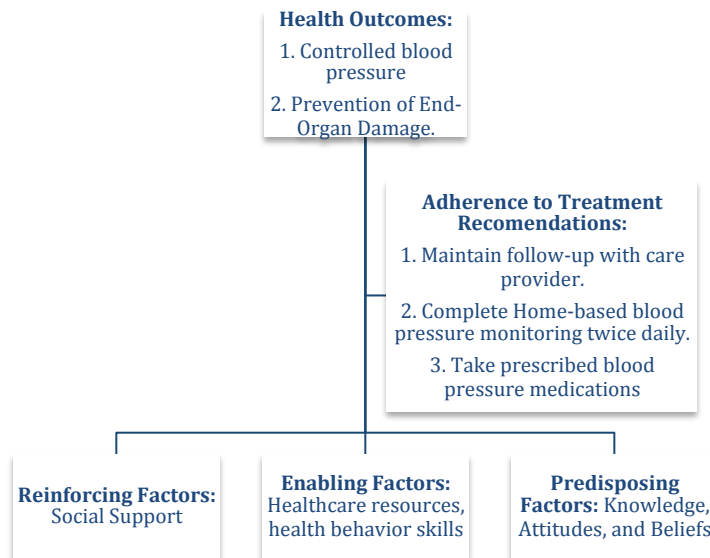 Health Outcomes:
1. Controlled blood
pressure
2. Prevention of End-
Organ Damage.
Adherence to Treatment
Recomendations:
1. Maintain follow-up with care
provider.
2. Complete Home-based blood
pressure monitoring twice daily.
3. Take prescribed blood
pressure medications
Reinforcing Factors:
Social Support
Enabling Factors:
Healthcare resources,
health behavior skills
Predisposing
Factors: Knowledge,
Attitudes, and Beliefs